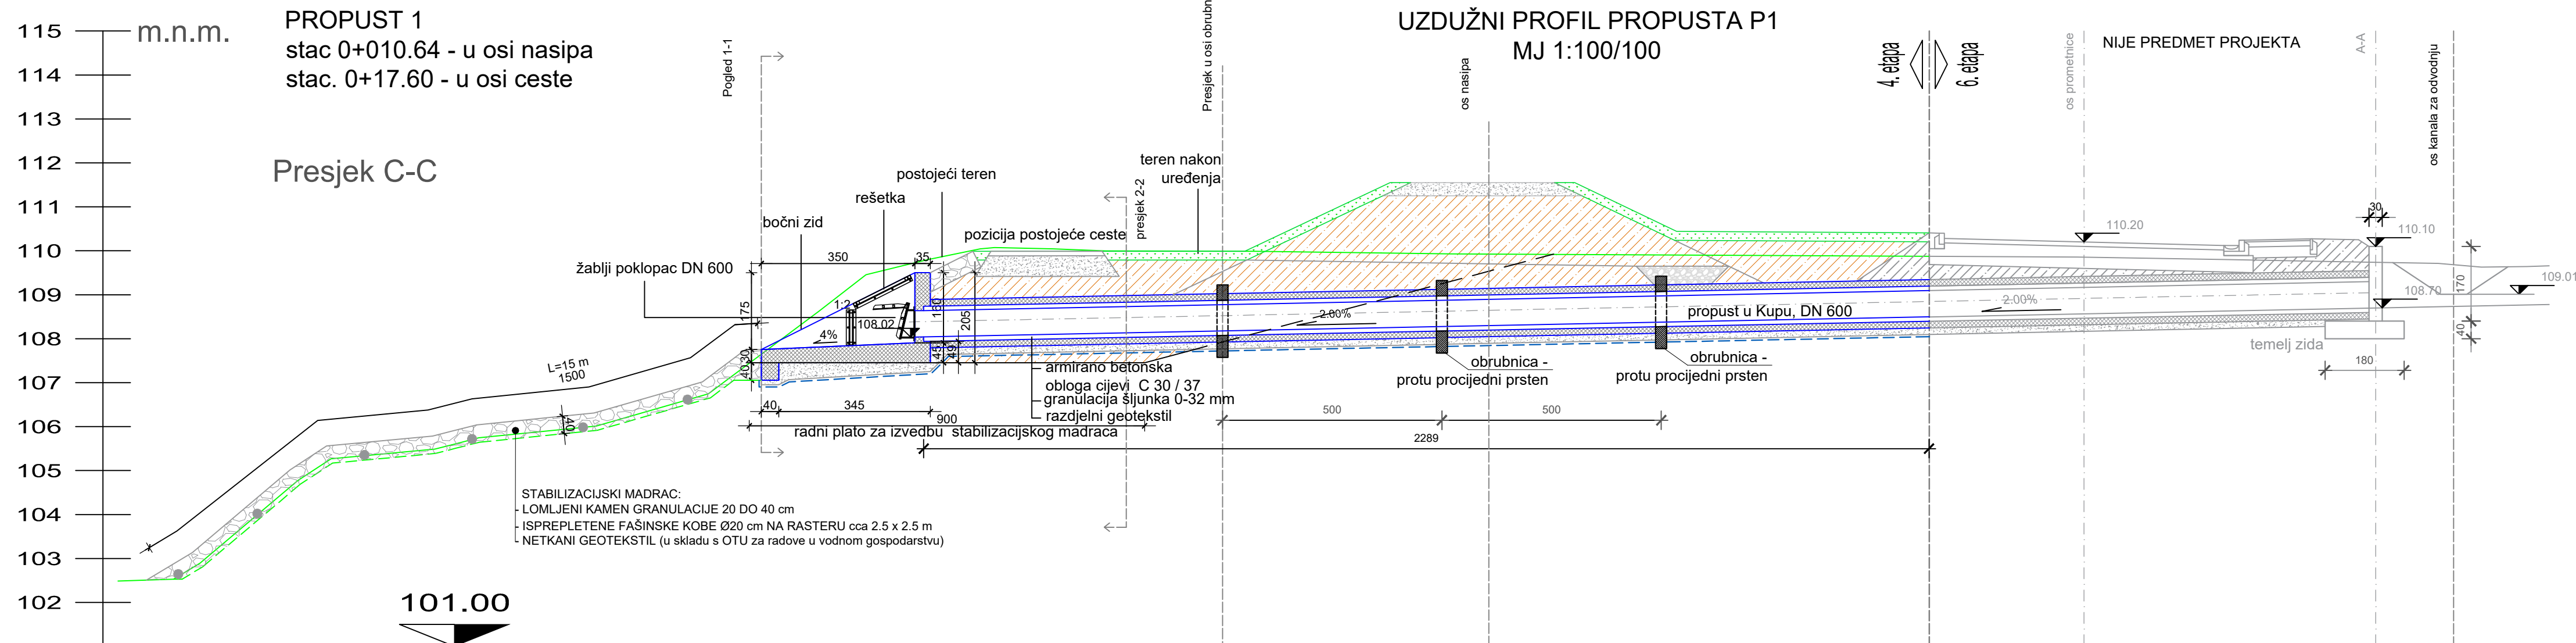 PROPUST 1
stac 0+010.64 - u osi nasipa
stac. 0+17.60 - u osi ceste
UZDUŽNI PROFIL PROPUSTA P1
MJ 1:100/100
m.n.m.
Presjek C-C
115
114
113
112
111
110
109
108
107
106
105
104
103
102
101.00
Pogled 1-1
Presjek u osi
os nasipa
4. etapa
6. etapa
os prometnice
NIJE PREDMET PROJEKTA
A-A
os kanala za odvodnju
presjek 2-2
teren nakon
uređenja
postojeći teren
rešetka
bočni zid
pozicija postojeće ceste
žablji poklopac DN 600
350
35
175
1:2
108.02
4%
160
205
45
49
30
40
40
345
900
radni plato za izvedbu stabilizacijskog madraca
armirano betonska
obloga cijevi C 30 / 37
granulacija šljunka 0-32 mm
razdjelni geotekstil
2.00%
propust u Kupu, DN 600
obrubnica -
protu procijedni prsten
obrubnica -
protu procijedni prsten
500
500
2289
L=15 m
1500
40
STABILIZACIJSKI MADRAC:
- LOMLJENI KAMEN GRANULACIJE 20 DO 40 cm
- ISPREPLETENE FAŠINSKE KOBE Ø20 cm NA RASTERU cca 2.5 x 2.5 m
- NETKANI GEOTEKSTIL (u skladu s OTU za radove u vodnom gospodarstvu)
110.20
30
110.10
109.01
170
108.70
2.00%
40
temelj zida
180